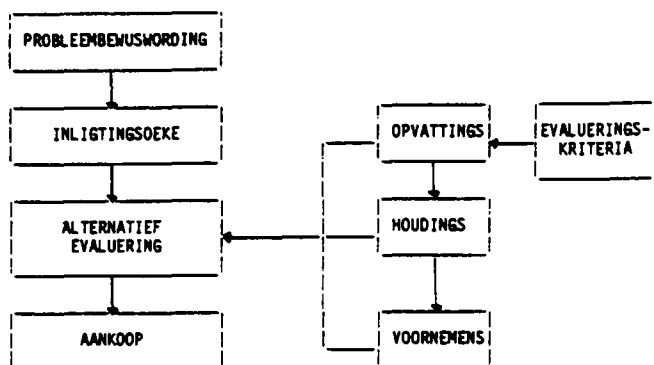 PROBLEEMBEWUSWORDING
INLIGTINGSOEKE
ALTERNATIEF
EVALUERING
AANKOOP
OPVATTINGS
HOUDINGS
VOORNEMENS
EVALUERINGS-
KRITERIA